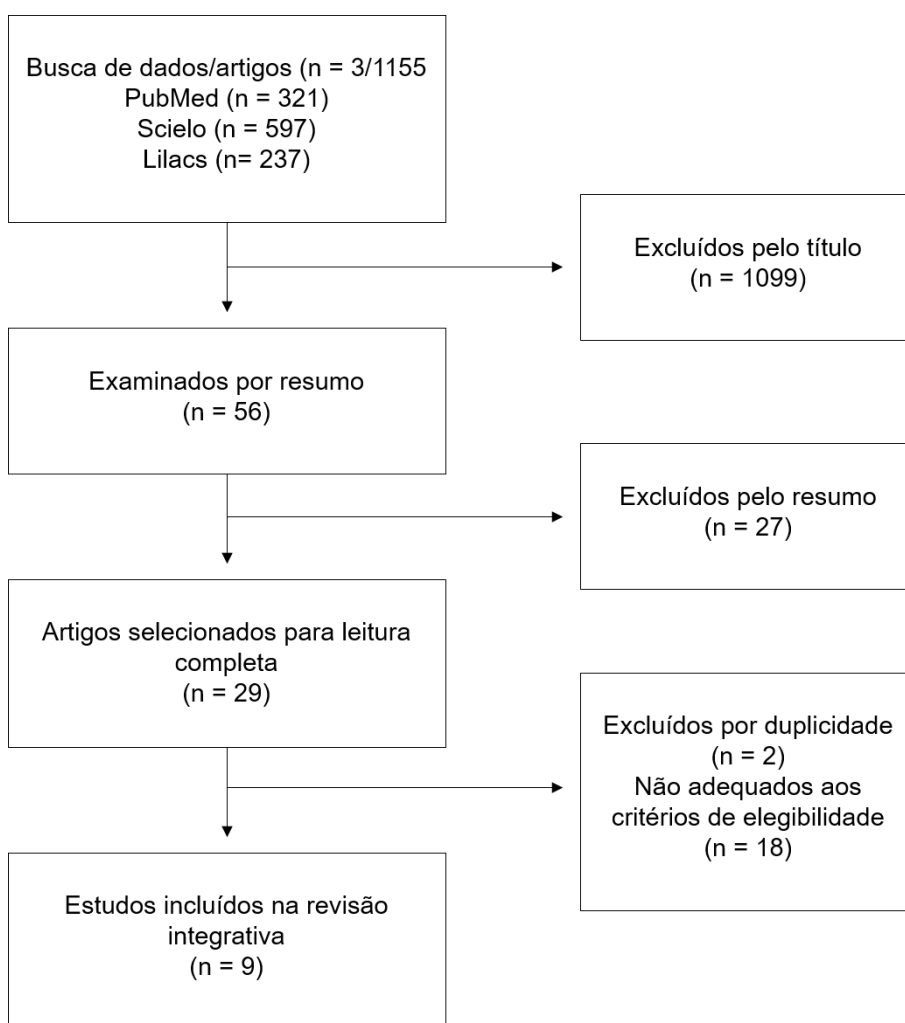 Busca de dados/artigos (n = 3/1155
PubMed (n = 321)
Scielo (n = 597)
Lilacs (n= 237)
Excluídos pelo título
(n = 1099)
Examinados por resumo
(n = 56)
Excluídos pelo resumo
(n = 27)
Artigos selecionados para leitura
completa
(n = 29)
Excluídos por duplicidade
(n = 2)
Não adequados aos
critérios de elegibilidade
(n = 18)
Estudos incluídos na revisão
integrativa
(n = 9)